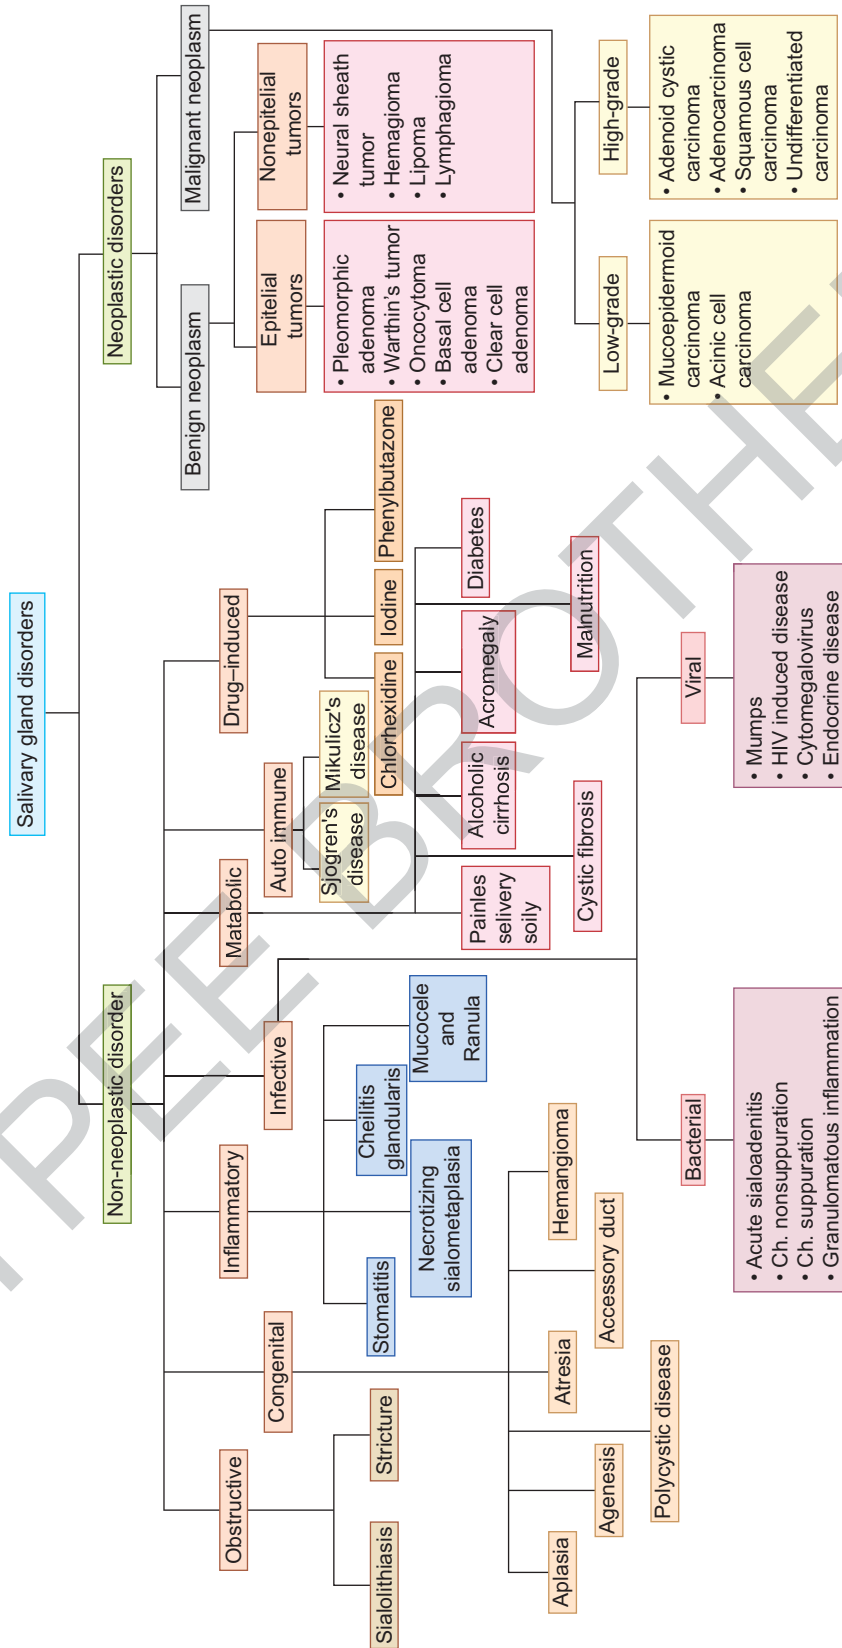 Salivary gland disorders
Non-neoplastic disorder
Neoplastic disorders
Obstructive
Sialolithiasis
Stricture
Congenital
Aplasia
Agenesis
Polycystic disease
Atresia
Accessory duct
Hemangioma
Inflammatory
Stomatitis
Necrotizing
sialometaplasia
Cheilitis
glandularis
Mucocele
and
Ranula
Infective
Bacterial
• Acute sialoadenitis
• Ch. nonsuppuration
• Ch. suppuration
• Granulomatous inflammation
Viral
• Mumps
• HIV induced disease
• Cytomegalovirus
• Endocrine disease
Matabolic
Painles
selivery
soily
Cystic fibrosis
Alcoholic
cirrhosis
Acromegaly
Malnutrition
Diabetes
Auto immune
Sjogren's
disease
Mikulicz's
disease
Drug–induced
Chlorhexidine
Iodine
Phenylbutazone
Benign neoplasm
Epitelial
tumors
• Pleomorphic
adenoma
• Warthin's tumor
• Oncocytoma
• Basal cell
adenoma
• Clear cell
adenoma
Nonepitelial
tumors
• Neural sheath
tumor
• Hemagioma
• Lipoma
• Lymphagioma
Malignant neoplasm
Low-grade
• Mucoepidermoid
carcinoma
• Acinic cell
carcinoma
High-grade
• Adenoid cystic
carcinoma
• Adenocarcinoma
• Squamous cell
carcinoma
• Undifferentiated
carcinoma